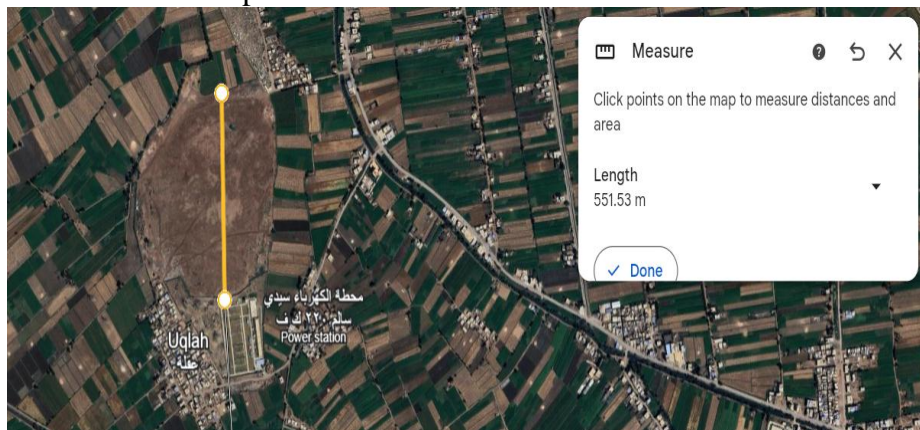 Measure
Click points on the map to measure distances and
area
Length
551.53 m
Done
محطة الكهرباء سيدي
سالم ٢٢٠ ك ف
Power station
Uqlah
عقلة